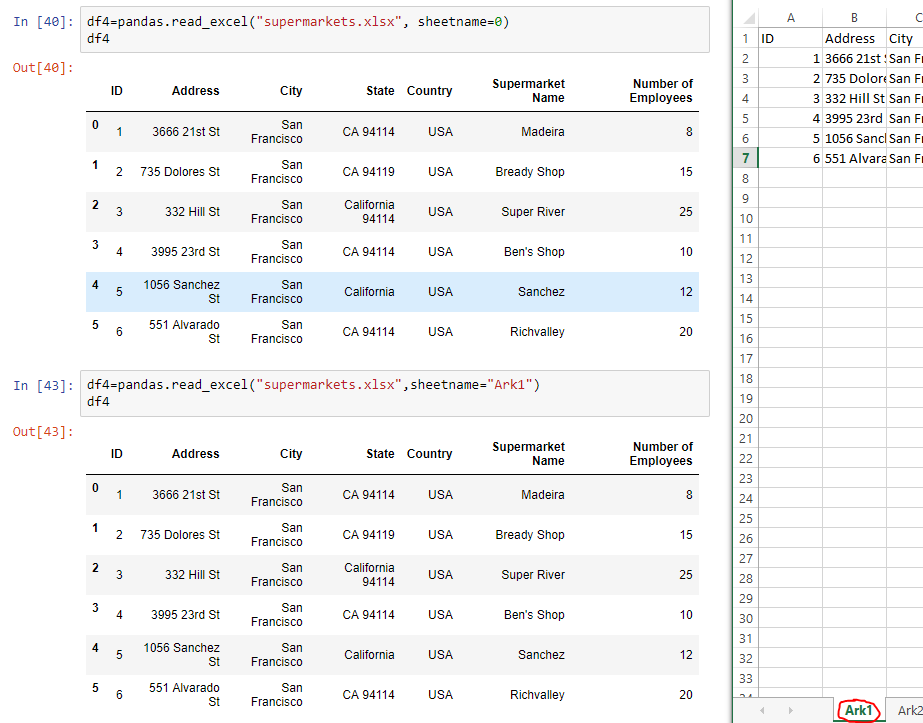 In [40]: df4=pandas.read_excel("supermarkets.xlsx", sheetname=0)
df4
Out[40]:
ID Address City State Country Supermarket Name Number of Employees
0 1 3666 21st St San Francisco CA 94114 USA Madeira 8
1 2 735 Dolores St San Francisco CA 94119 USA Bready Shop 15
2 3 332 Hill St San Francisco California 94114 USA Super River 25
3 4 3995 23rd St San Francisco CA 94114 USA Ben's Shop 10
4 5 1056 Sanchez St San Francisco California USA Sanchez 12
5 6 551 Alvarado St San Francisco CA 94114 USA Richvalley 20
In [43]: df4=pandas.read_excel("supermarkets.xlsx",sheetname="Ark1")
df4
Out[43]:
ID Address City State Country Supermarket Name Number of Employees
0 1 3666 21st St San Francisco CA 94114 USA Madeira 8
1 2 735 Dolores St San Francisco CA 94119 USA Bready Shop 15
2 3 332 Hill St San Francisco California 94114 USA Super River 25
3 4 3995 23rd St San Francisco CA 94114 USA Ben's Shop 10
4 5 1056 Sanchez St San Francisco California USA Sanchez 12
5 6 551 Alvarado St San Francisco CA 94114 USA Richvalley 20
A B C
1 ID Address City
2 1 3666 21st San Fr
3 2 735 Dolore San Fr
4 3 332 Hill St San Fr
5 4 3995 23rd San Fr
6 5 1056 Sancl San Fr
7 6 551 Alvara San Fr
8
9
10
11
12
13
14
15
16
17
18
19
20
21
22
23
24
25
26
27
28
29
30
31
32
33
Ark1 Ark2